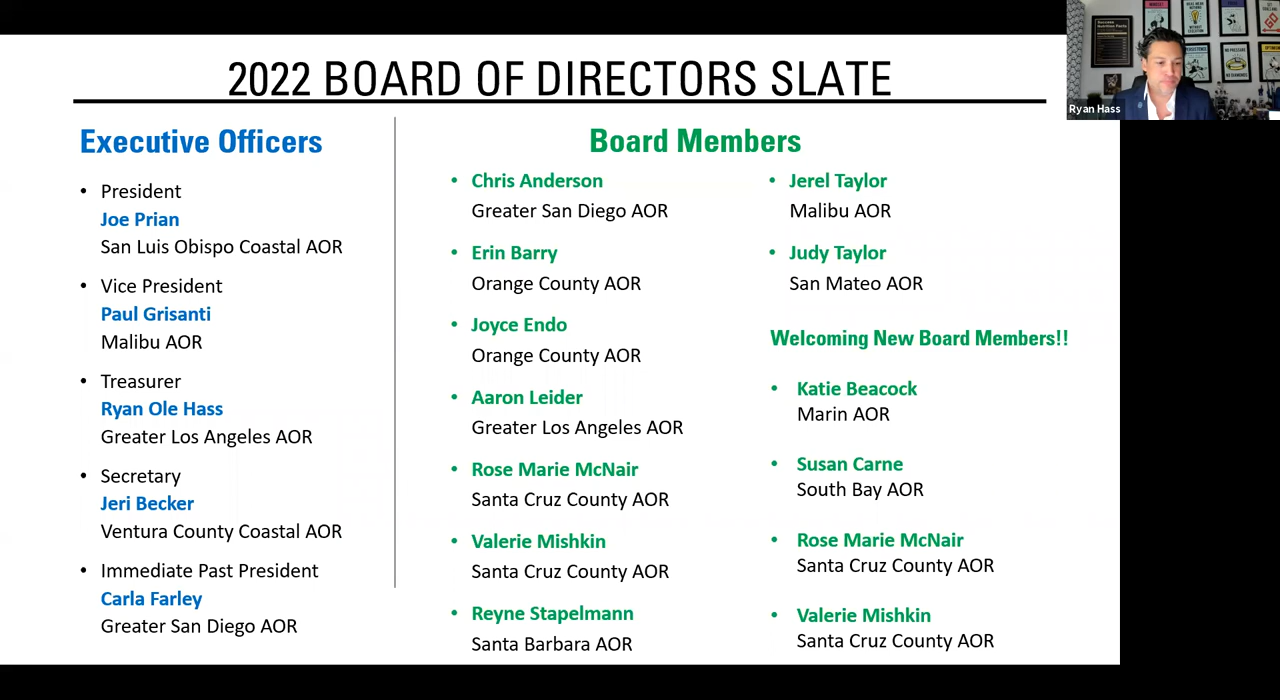 2022 BOARD OF DIRECTORS SLATE
Executive Officers
• President
Joe Prian
San Luis Obispo Coastal AOR
• Vice President
Paul Grisanti
Malibu AOR
• Treasurer
Ryan Ole Hass
Greater Los Angeles AOR
• Secretary
Jeri Becker
Ventura County Coastal AOR
• Immediate Past President
Carla Farley
Greater San Diego AOR
Board Members
• Chris Anderson
Greater San Diego AOR
• Erin Barry
Orange County AOR
• Joyce Endo
Orange County AOR
• Aaron Leider
Greater Los Angeles AOR
• Rose Marie McNair
Santa Cruz County AOR
• Valerie Mishkin
Santa Cruz County AOR
• Reyne Stapelmann
Santa Barbara AOR
• Jerel Taylor
Malibu AOR
• Judy Taylor
San Mateo AOR
Welcoming New Board Members!!
• Katie Beacock
Marin AOR
• Susan Carne
South Bay AOR
• Rose Marie McNair
Santa Cruz County AOR
• Valerie Mishkin
Santa Cruz County AOR
Ryan Hass